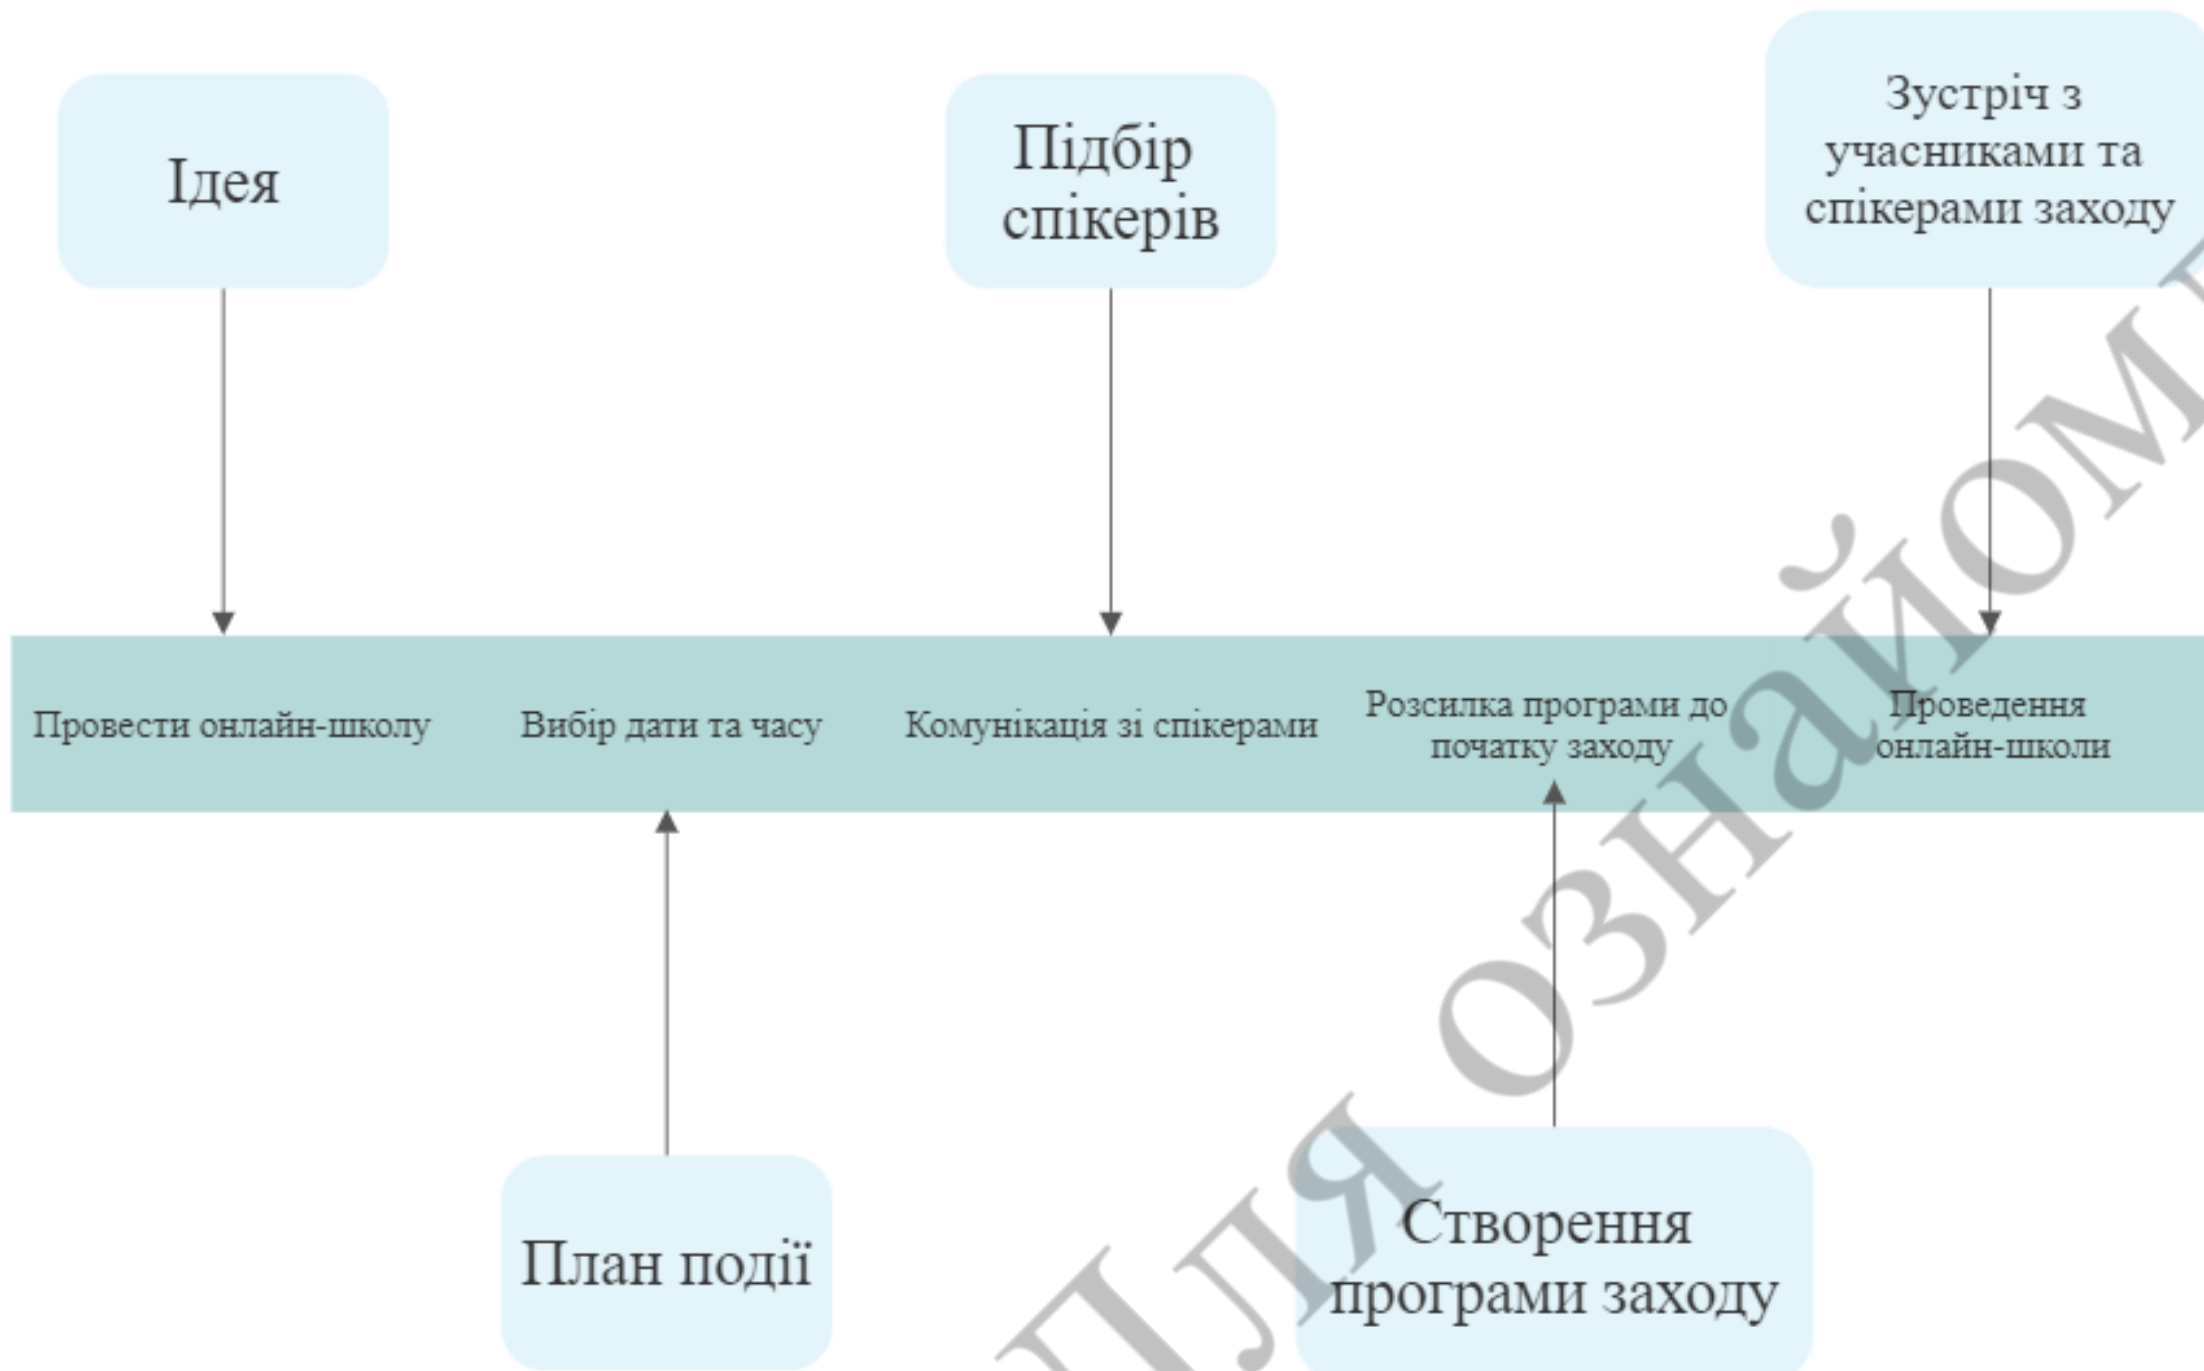 Ідея
Підбір
спікерів
Зустріч з
учасниками та
спікерами заходу
Провести онлайн-школу
Вибір дати та часу
Комунікація зі спікерами
Розсилка програми до
початку заходу
Проведення
онлайн-школи
План події
Створення
програми заходу
ознайом